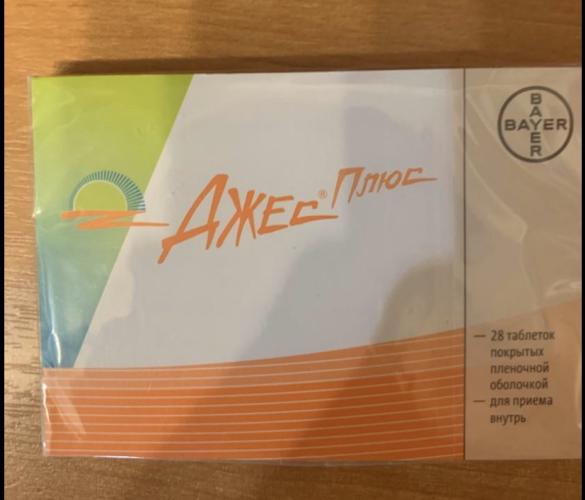 Джес® Плюс
BAYER
BAYER
— 28 таблеток
покрытых
пленочной
оболочкой
— для приема
внутрь